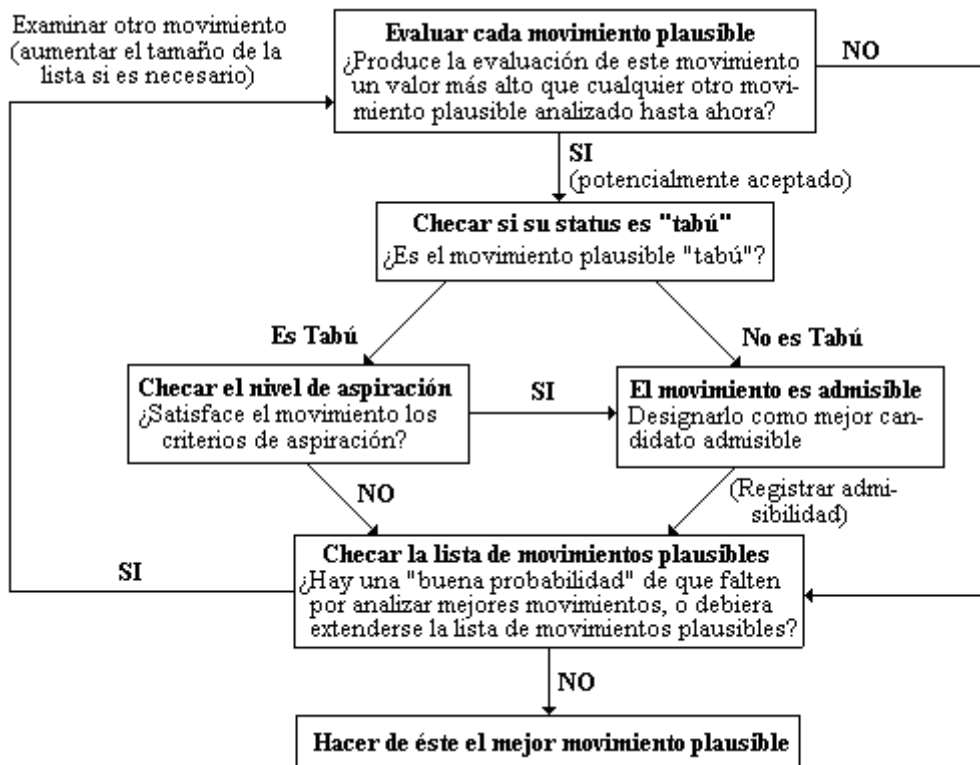 Examinar otro movimiento
(aumentar el tamaño de la
lista si es necesario)
Evaluar cada movimiento plausible
¿Produce la evaluación de este movimiento
un valor más alto que cualquier otro movi-
miento plausible analizado hasta ahora?
NO
SI
(potencialmente aceptado)
Checar si su status es "tabú"
¿Es el movimiento plausible "tabú"?
Es Tabú
No es Tabú
Checar el nivel de aspiración
¿Satisface el movimiento los
criterios de aspiración?
SI
El movimiento es admisible
Designarlo como mejor can-
didato admisible
NO
(Registrar admi-
sibilidad)
SI
Checar la lista de movimientos plausibles
¿Hay una "buena probabilidad" de que falten
por analizar mejores movimientos, o debiera
extenderse la lista de movimientos plausibles?
NO
Hacer de éste el mejor movimiento plausible